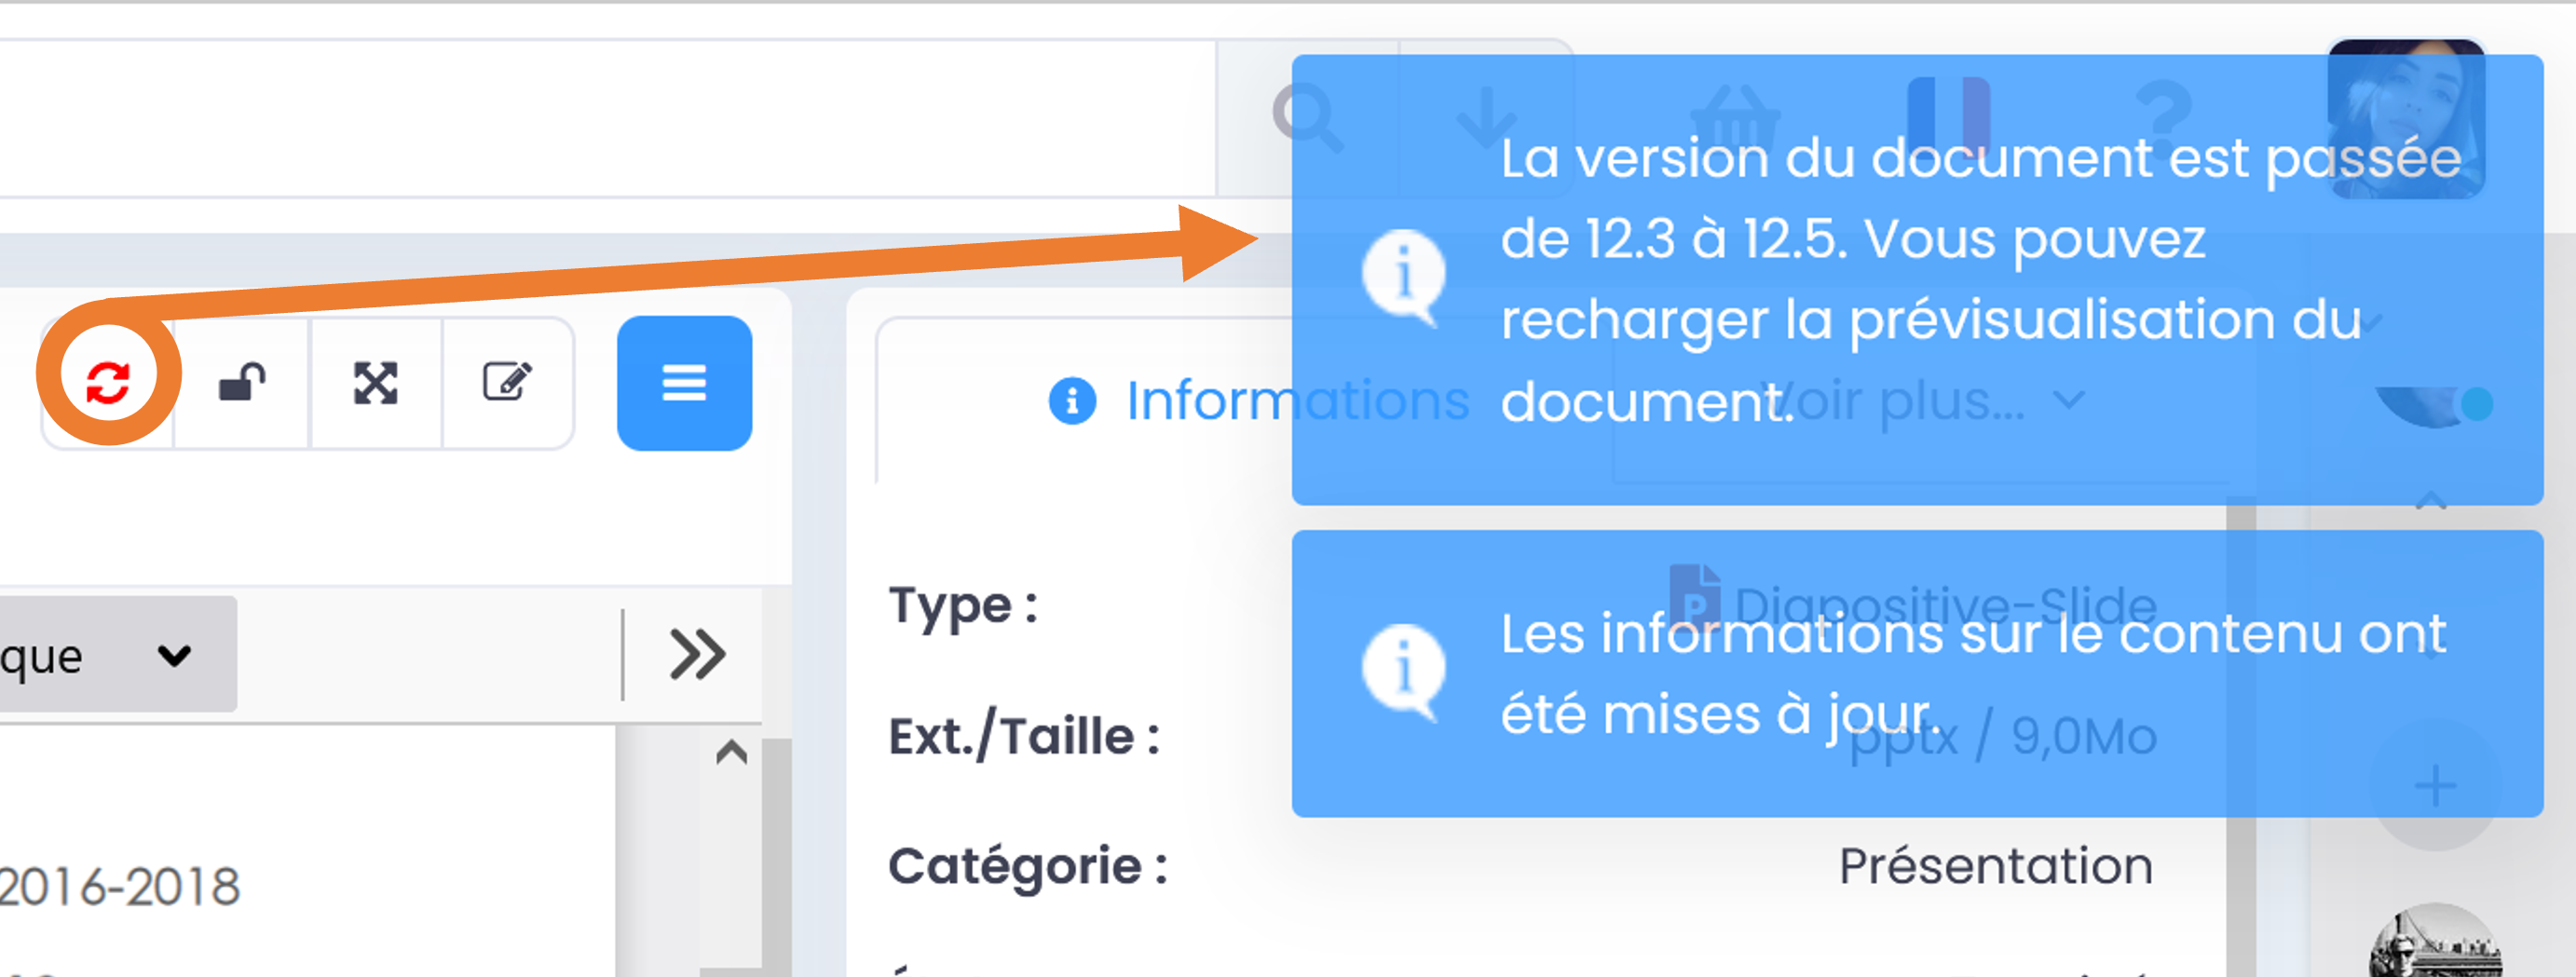 La version du document est passée
de 12.3 à 12.5. Vous pouvez
recharger la prévisualisation du
document.
Informations
Voir plus...
Les informations sur le contenu ont
été mises à jour.
Type :
Diapositive-Slide
Ext./Taille :
pptx / 9,0Mo
Catégorie :
Présentation
que
2016-2018